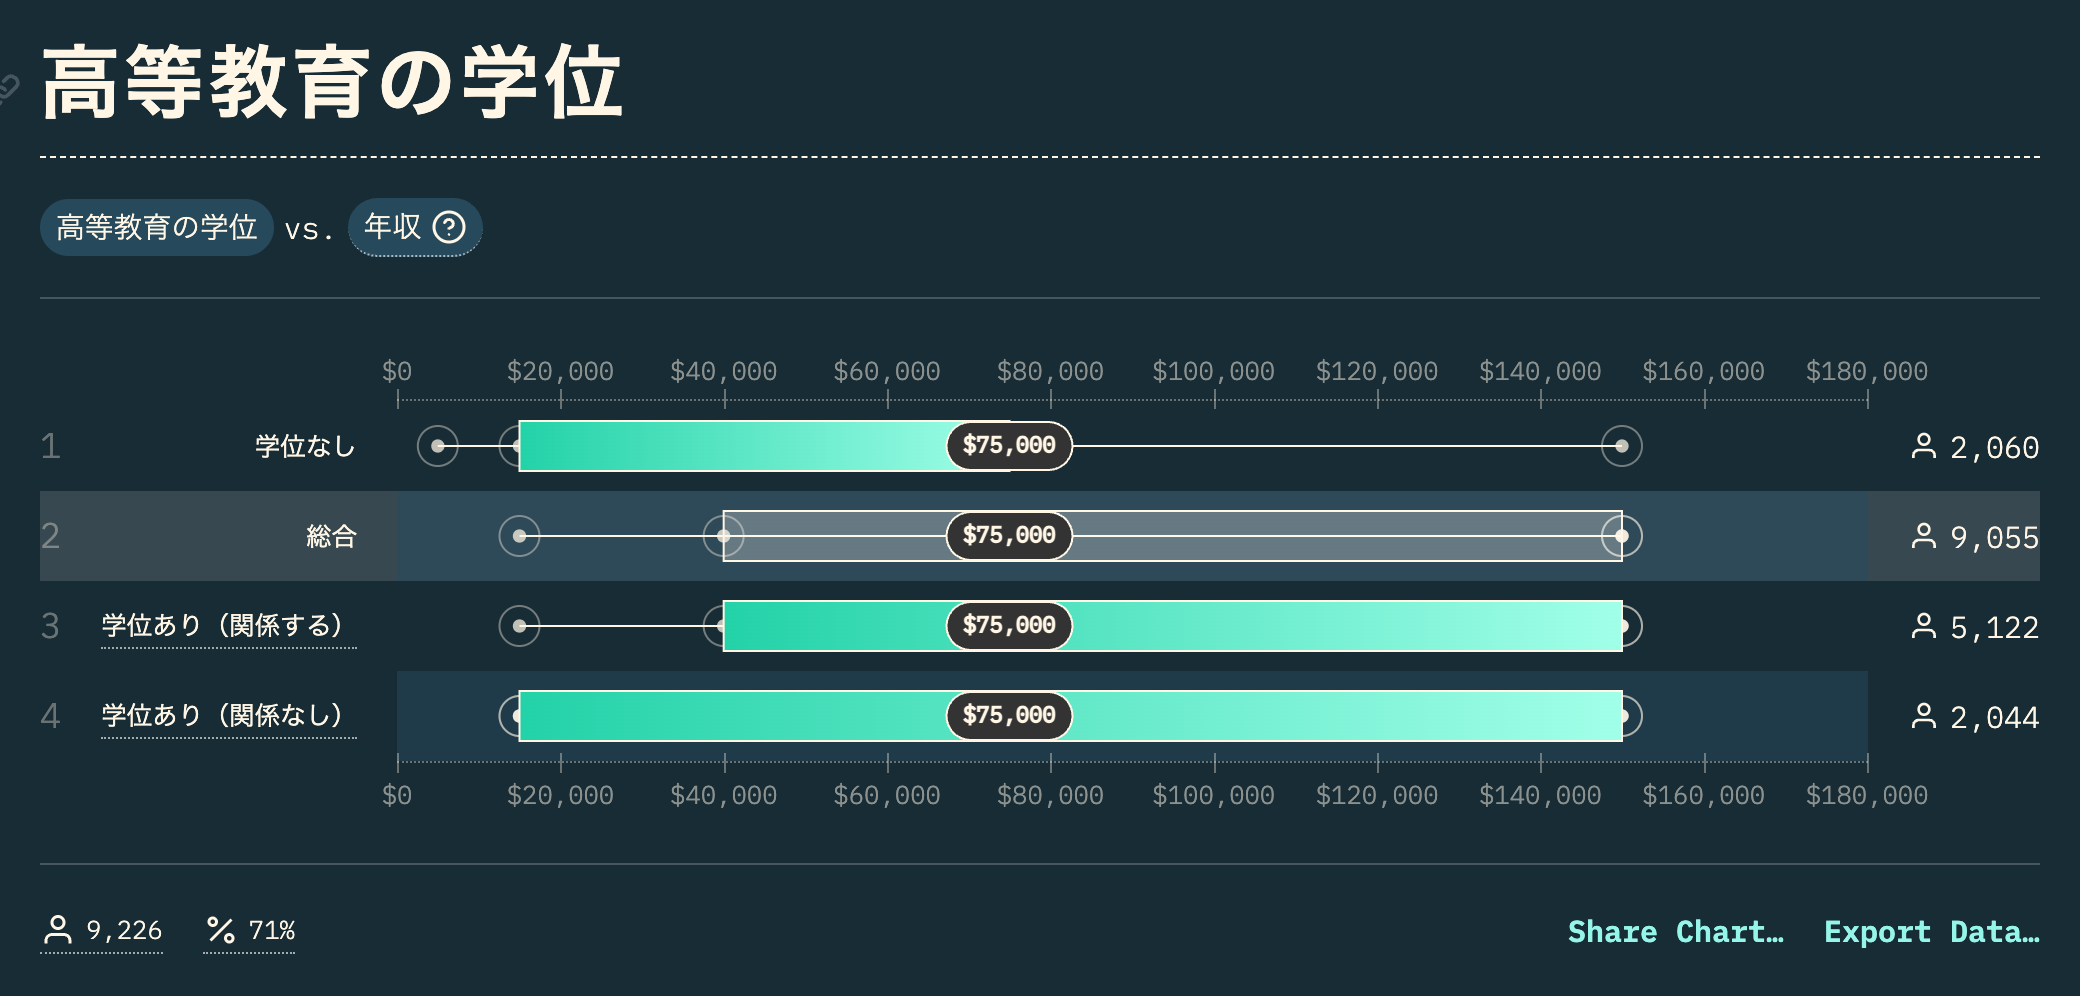 高等教育の学位
高等教育の学位 vs. 年収 ?
$0 $20,000 $40,000 $60,000 $80,000 $100,000 $120,000 $140,000 $160,000 $180,000
1 学位なし $75,000 2,060
2 総合 $75,000 9,055
3 学位あり（関係する） $75,000 5,122
4 学位あり（関係なし） $75,000 2,044
$0 $20,000 $40,000 $60,000 $80,000 $100,000 $120,000 $140,000 $160,000 $180,000
9,226 % 71% Share Chart… Export Data…